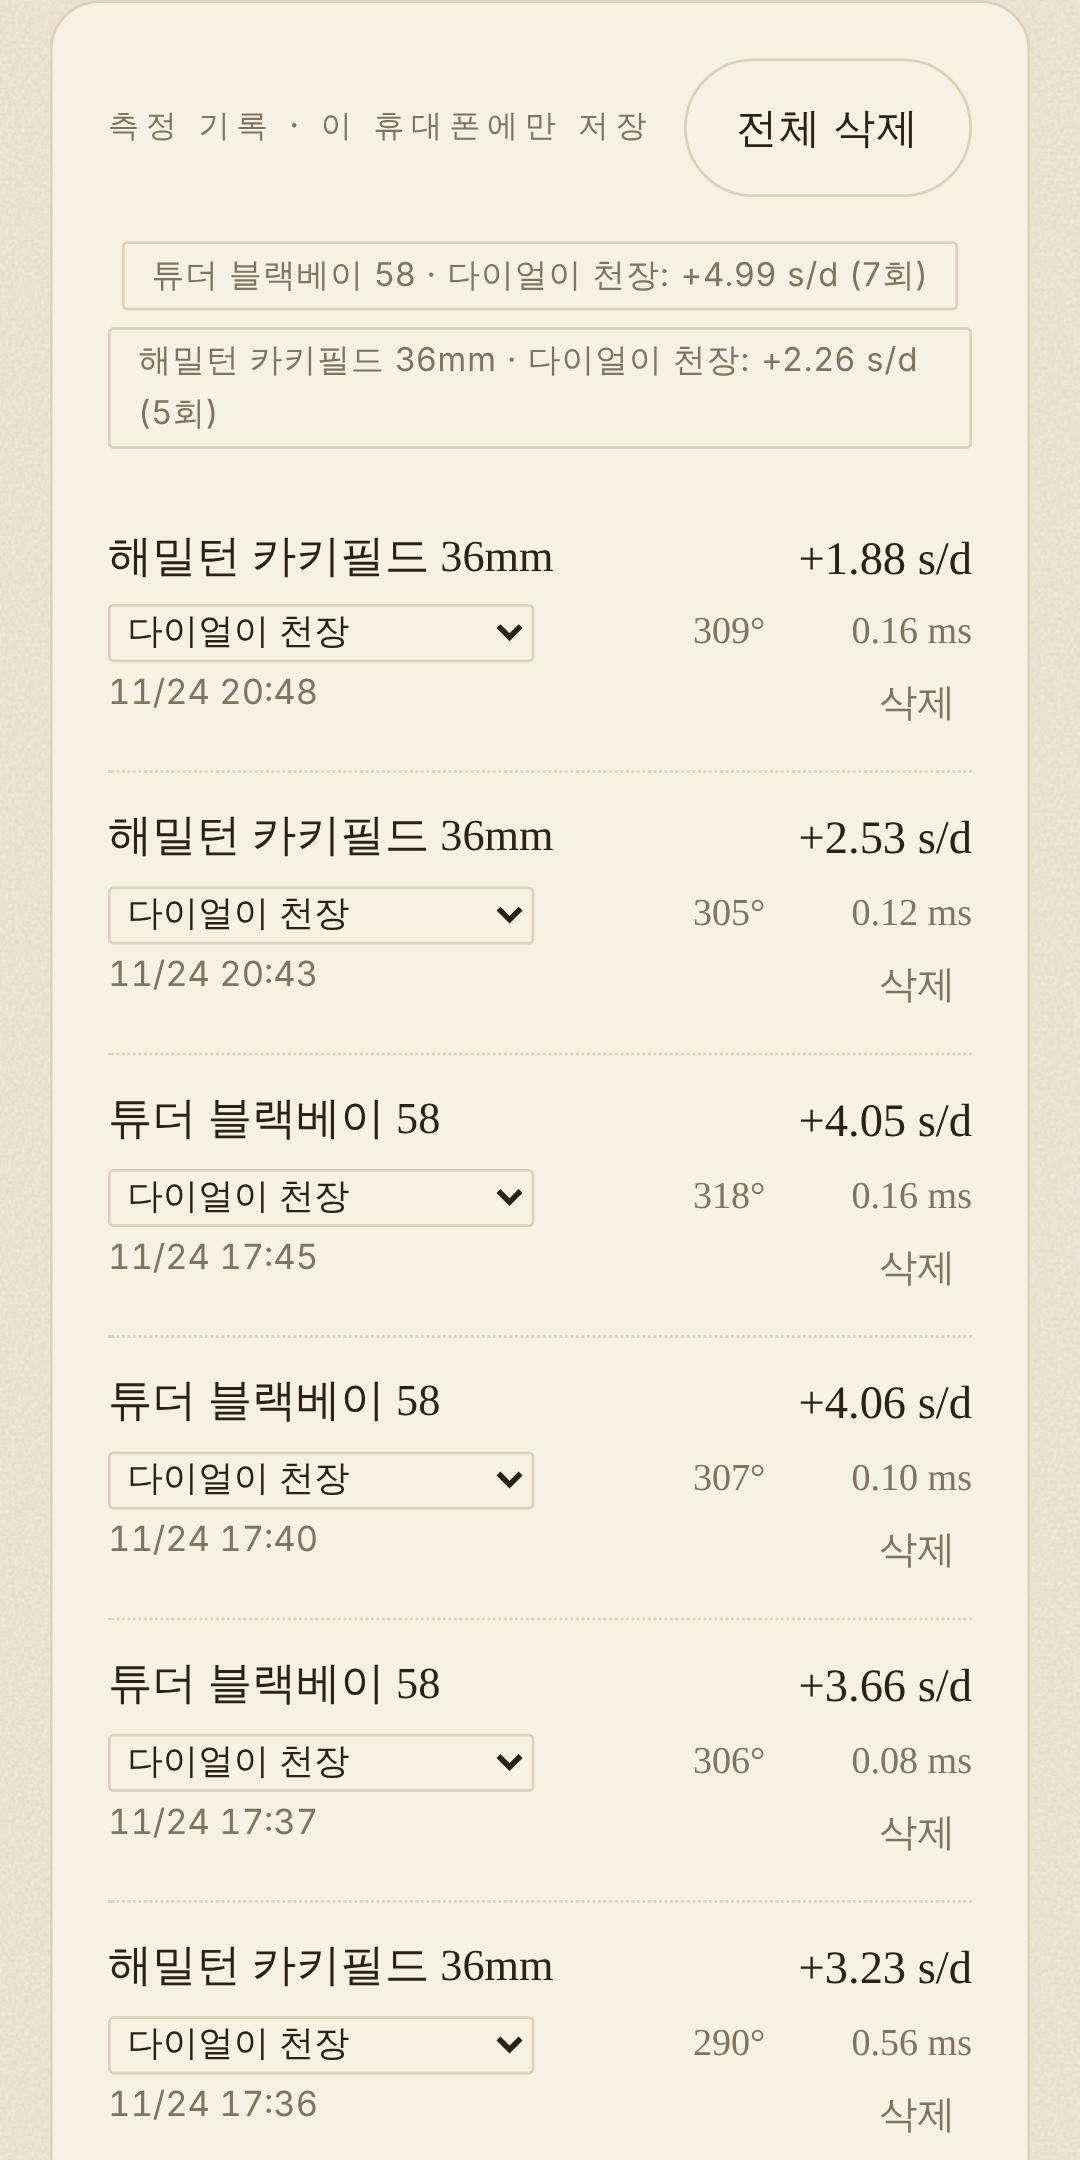 측정 기록 · 이 휴대폰에만 저장
전체 삭제
튜더 블랙베이 58 · 다이얼이 천장: +4.99 s/d (7회)
해밀턴 카키필드 36mm · 다이얼이 천장: +2.26 s/d
(5회)
해밀턴 카키필드 36mm
+1.88 s/d
다이얼이 천장
309°
0.16 ms
11/24 20:48
삭제
해밀턴 카키필드 36mm
+2.53 s/d
다이얼이 천장
305°
0.12 ms
11/24 20:43
삭제
튜더 블랙베이 58
+4.05 s/d
다이얼이 천장
318°
0.16 ms
11/24 17:45
삭제
튜더 블랙베이 58
+4.06 s/d
다이얼이 천장
307°
0.10 ms
11/24 17:40
삭제
튜더 블랙베이 58
+3.66 s/d
다이얼이 천장
306°
0.08 ms
11/24 17:37
삭제
해밀턴 카키필드 36mm
+3.23 s/d
다이얼이 천장
290°
0.56 ms
11/24 17:36
삭제